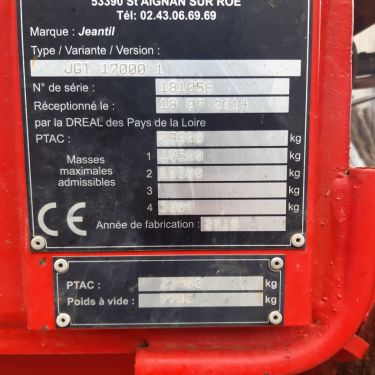 53390 St AIGNAN SUR ROE
Tél: 02.43.06.69.69
Marque : Jeantil
Type / Variante / Version :
JGT 17000 1
N° de série : 181056
Réceptionné le : 18 07 2014
par la DREAL des Pays de la Loire
PTAC : kg
Masses maximales admissibles
1 kg
2 kg
3 kg
4 kg
CE
Année de fabrication :
PTAC : kg
Poids à vide : kg